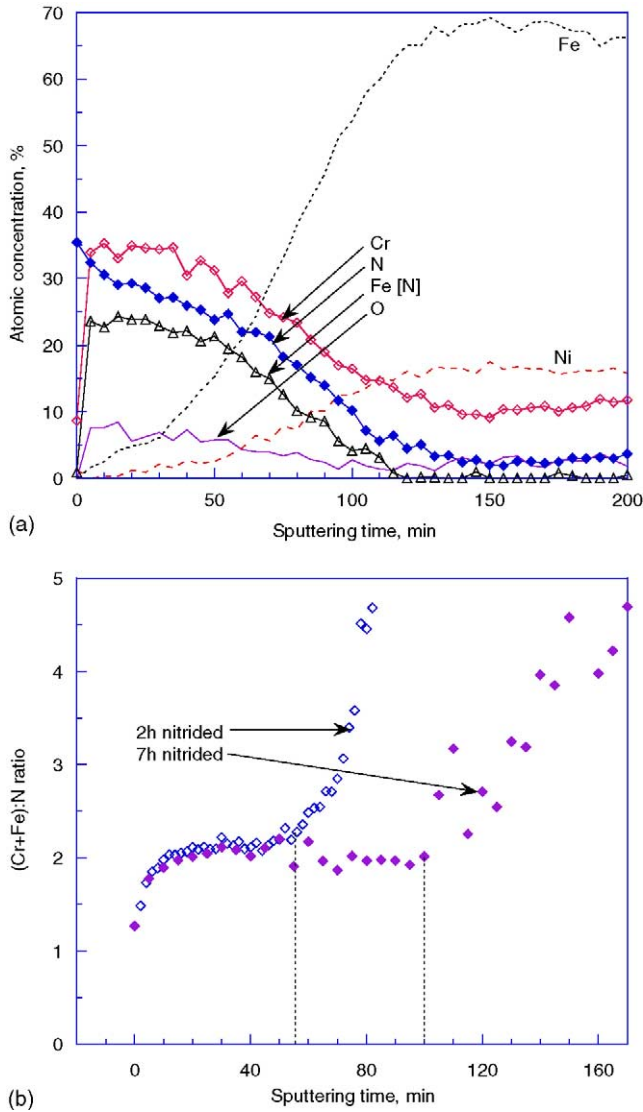 70
60
50
40
30
20
10
0
Atomic concentration, %
Fe
Cr
N
Fe [N]
O
Ni
0 50 100 150 200
Sputtering time, min
(a)
5
4
3
2
1
0
(Cr+Fe):N ratio
2h nitrided
7h nitrided
0 40 80 120 160
Sputtering time, min
(b)